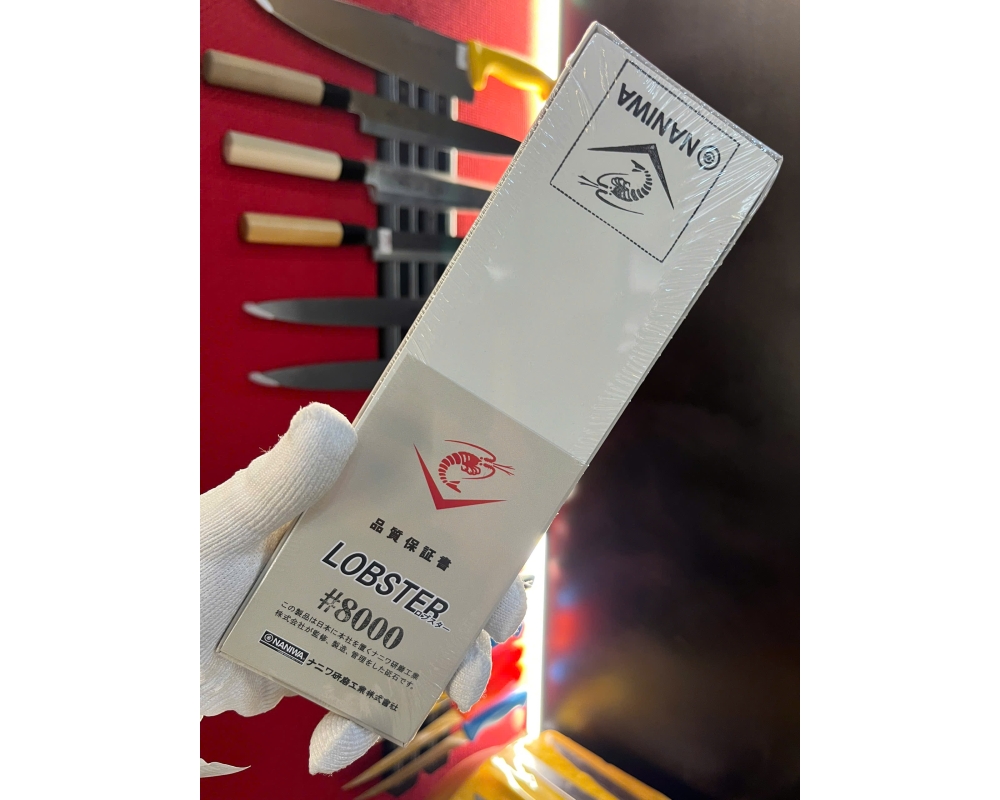 NANIWA
品質保証書
LOBSTER
ロブスター
#8000
この製品は日本に本社を置くナニワ研磨工業
株式会社が監修、製造、管理をした砥石です。
NANIWA ナニワ研磨工業株式會社